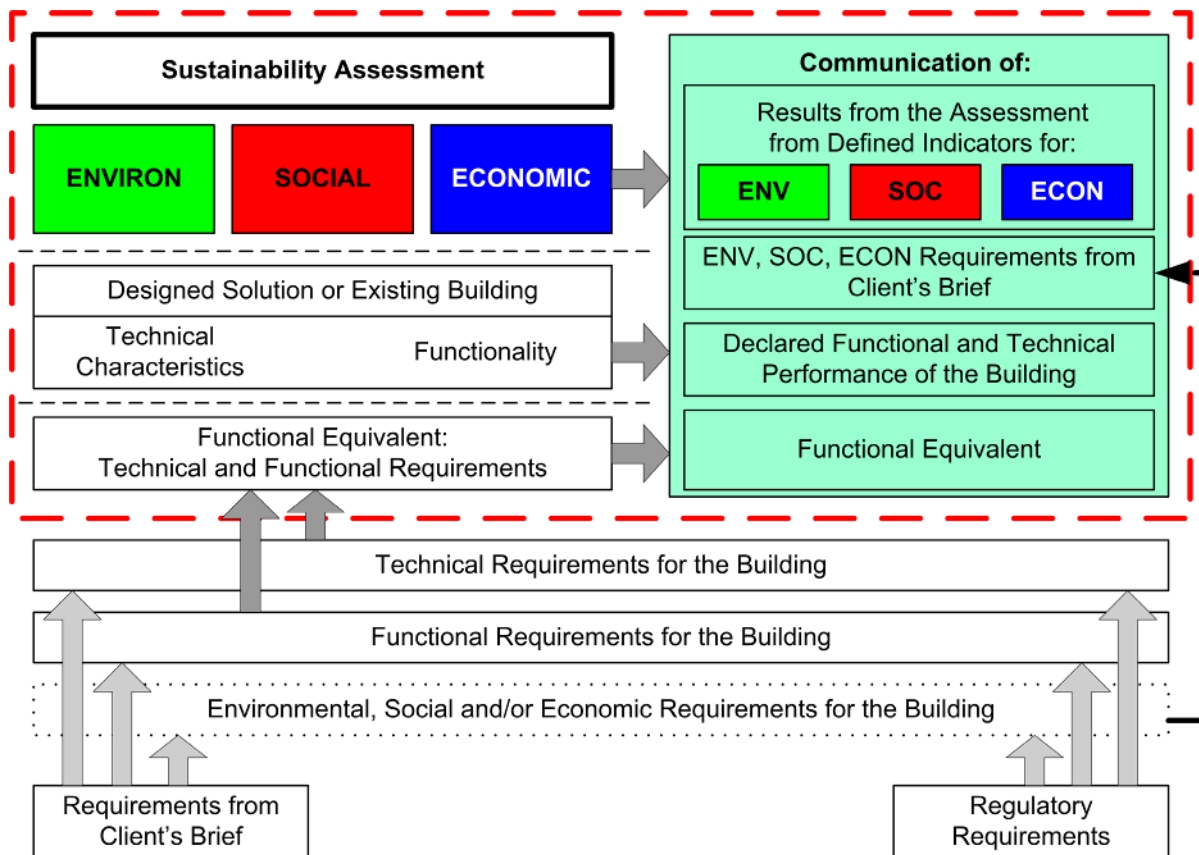 Sustainability Assessment
ENVIRON
SOCIAL
ECONOMIC
Communication of:
Results from the Assessment
from Defined Indicators for:
ENV
SOC
ECON
ENV, SOC, ECON Requirements from
Client's Brief
Designed Solution or Existing Building
Technical
Characteristics
Functionality
Declared Functional and Technical
Performance of the Building
Functional Equivalent:
Technical and Functional Requirements
Functional Equivalent
Technical Requirements for the Building
Functional Requirements for the Building
Environmental, Social and/or Economic Requirements for the Building
Requirements from
Client's Brief
Regulatory
Requirements